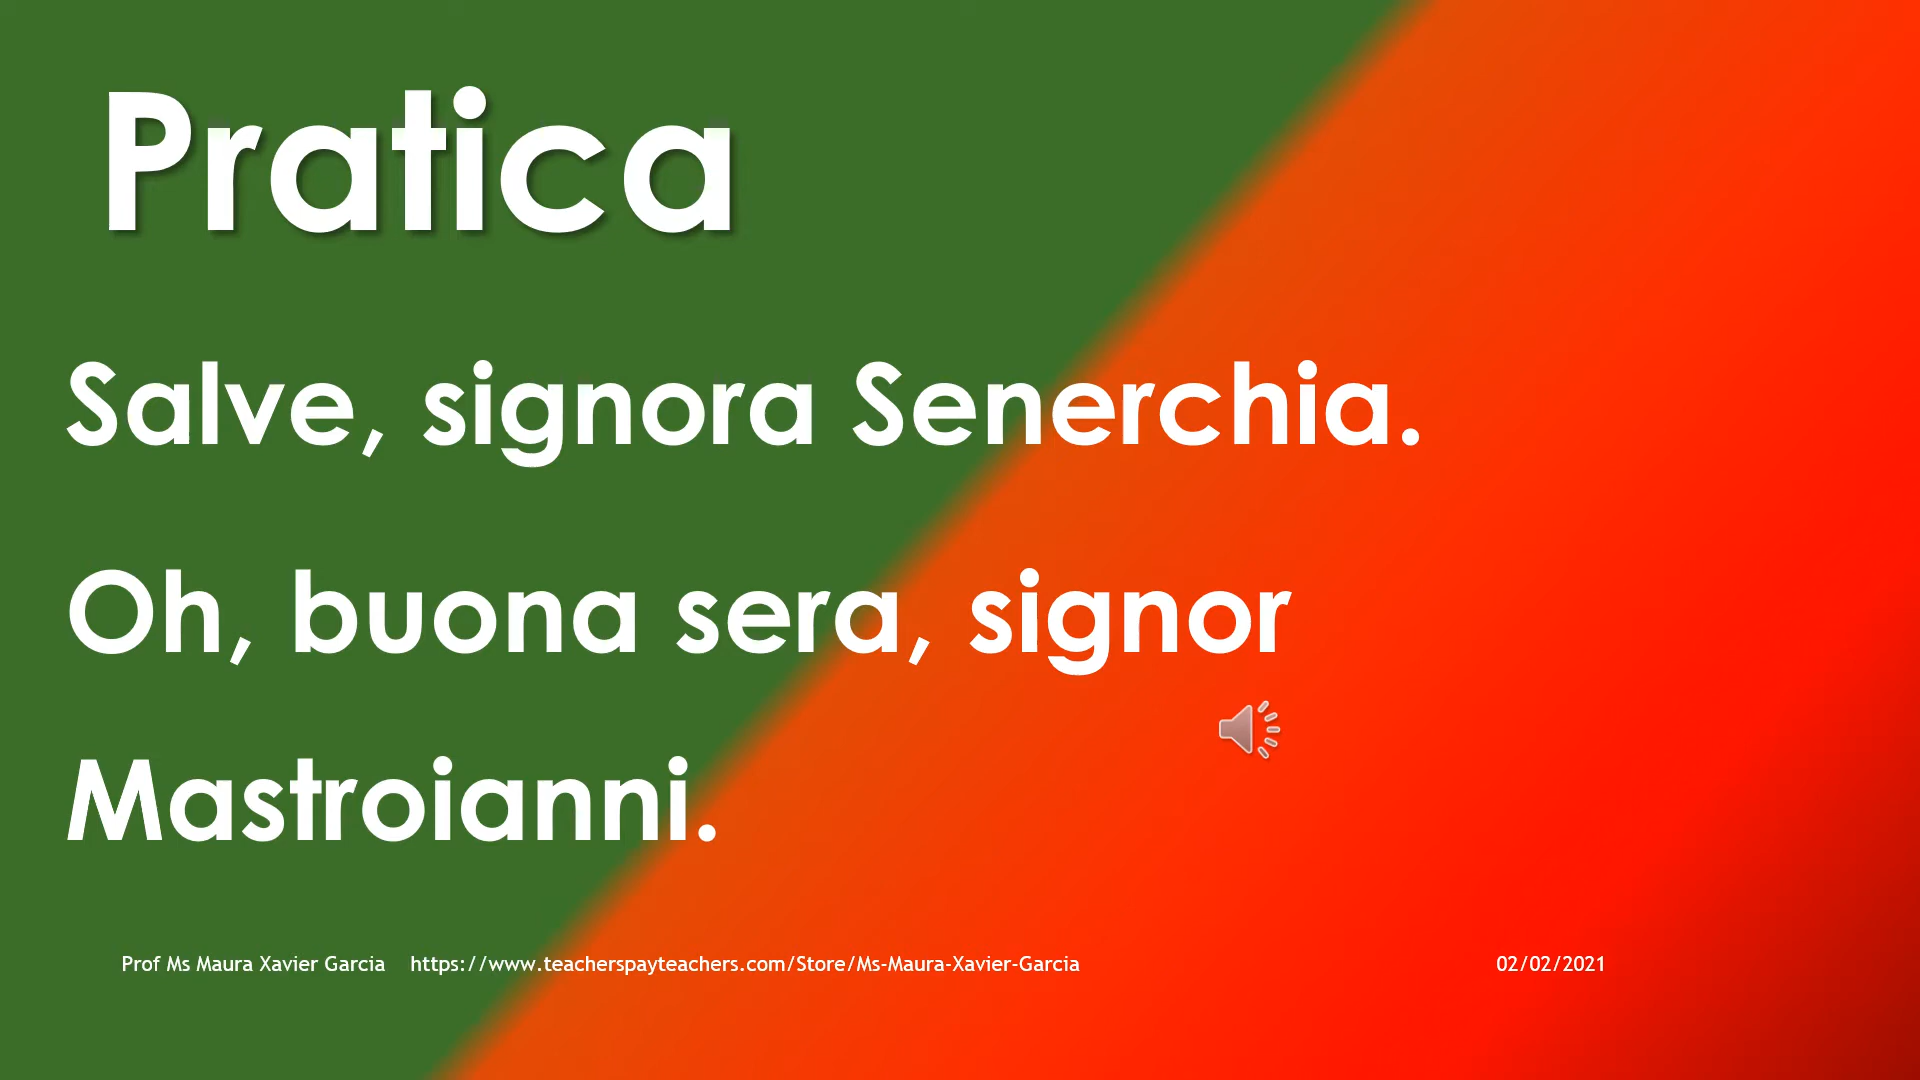 Pratica
Salve, signora Senerchia.
Oh, buona sera, signor
Mastroianni.
Prof Ms Maura Xavier Garcia https://www.teacherspayteachers.com/Store/Ms-Maura-Xavier-Garcia 02/02/2021